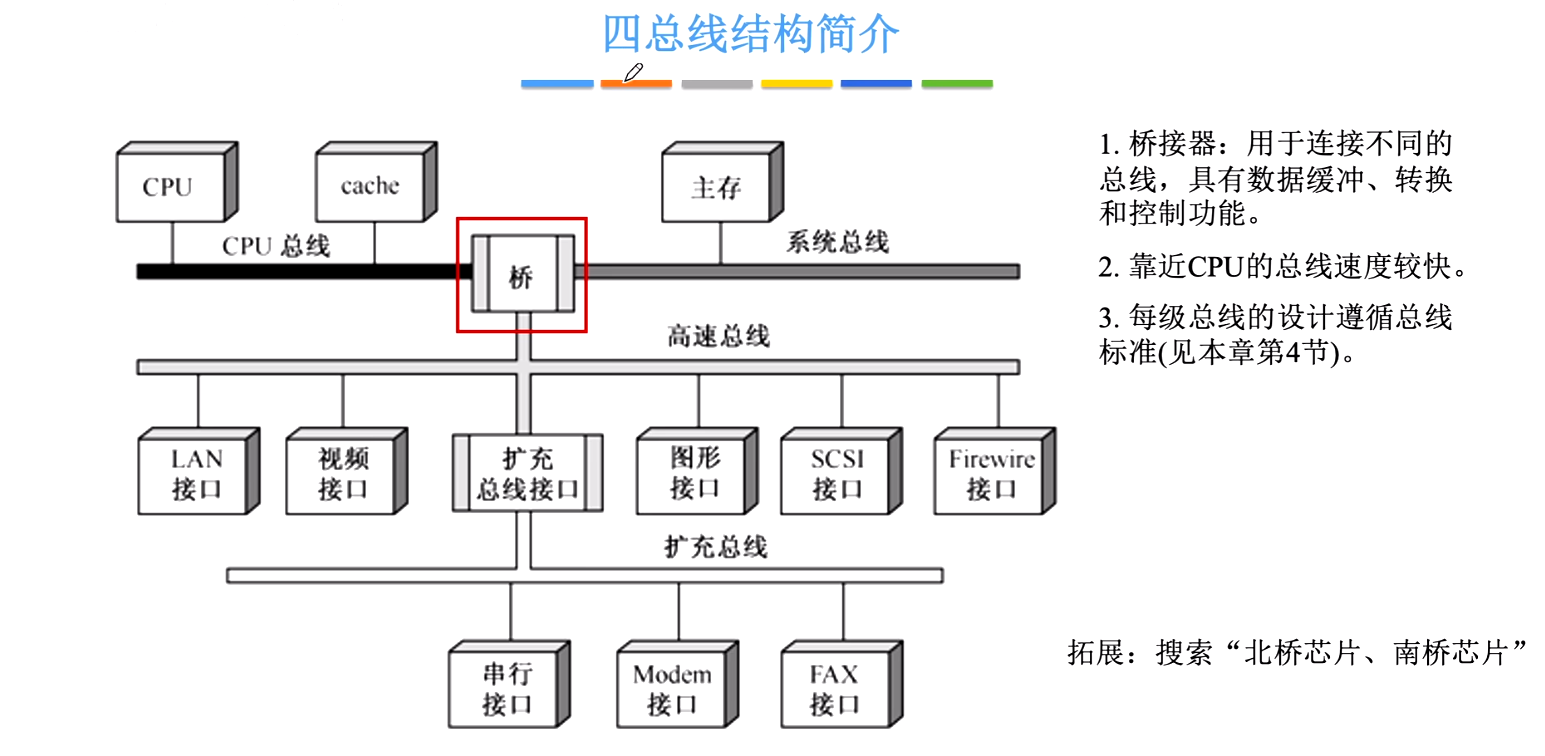 四总线结构简介
CPU
cache
主存
CPU 总线
桥
系统总线
高速总线
LAN
接口
视频
接口
扩充
总线接口
图形
接口
SCSI
接口
Firewire
接口
扩充总线
串行
接口
Modem
接口
FAX
接口
1. 桥接器：用于连接不同的
总线，具有数据缓冲、转换
和控制功能。
2. 靠近CPU的总线速度较快。
3. 每级总线的设计遵循总线
标准(见本章第4节)。
拓展：搜索“北桥芯片、南桥芯片”